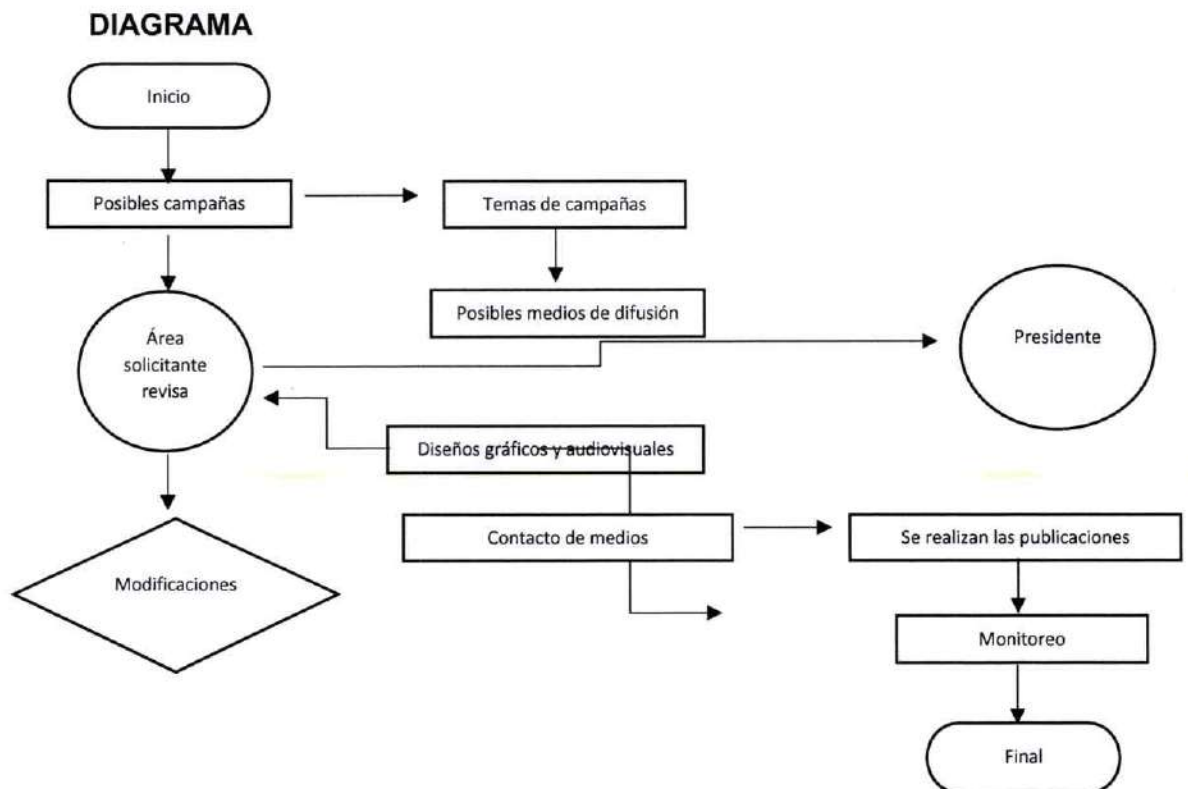 DIAGRAMA
Inicio
Posibles campañas
Temas de campañas
Posibles medios de difusión
Área
solicitante
revisa
Presidente
Diseños gráficos y audiovisuales
Contacto de medios
Se realizan las publicaciones
Modificaciones
Monitoreo
Final